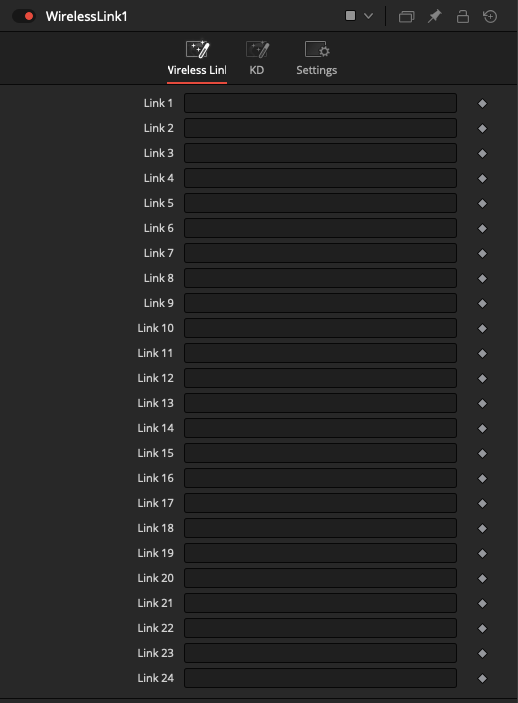 WirelessLink1
Vireless Linl KD Settings
Link 1
Link 2
Link 3
Link 4
Link 5
Link 6
Link 7
Link 8
Link 9
Link 10
Link 11
Link 12
Link 13
Link 14
Link 15
Link 16
Link 17
Link 18
Link 19
Link 20
Link 21
Link 22
Link 23
Link 24